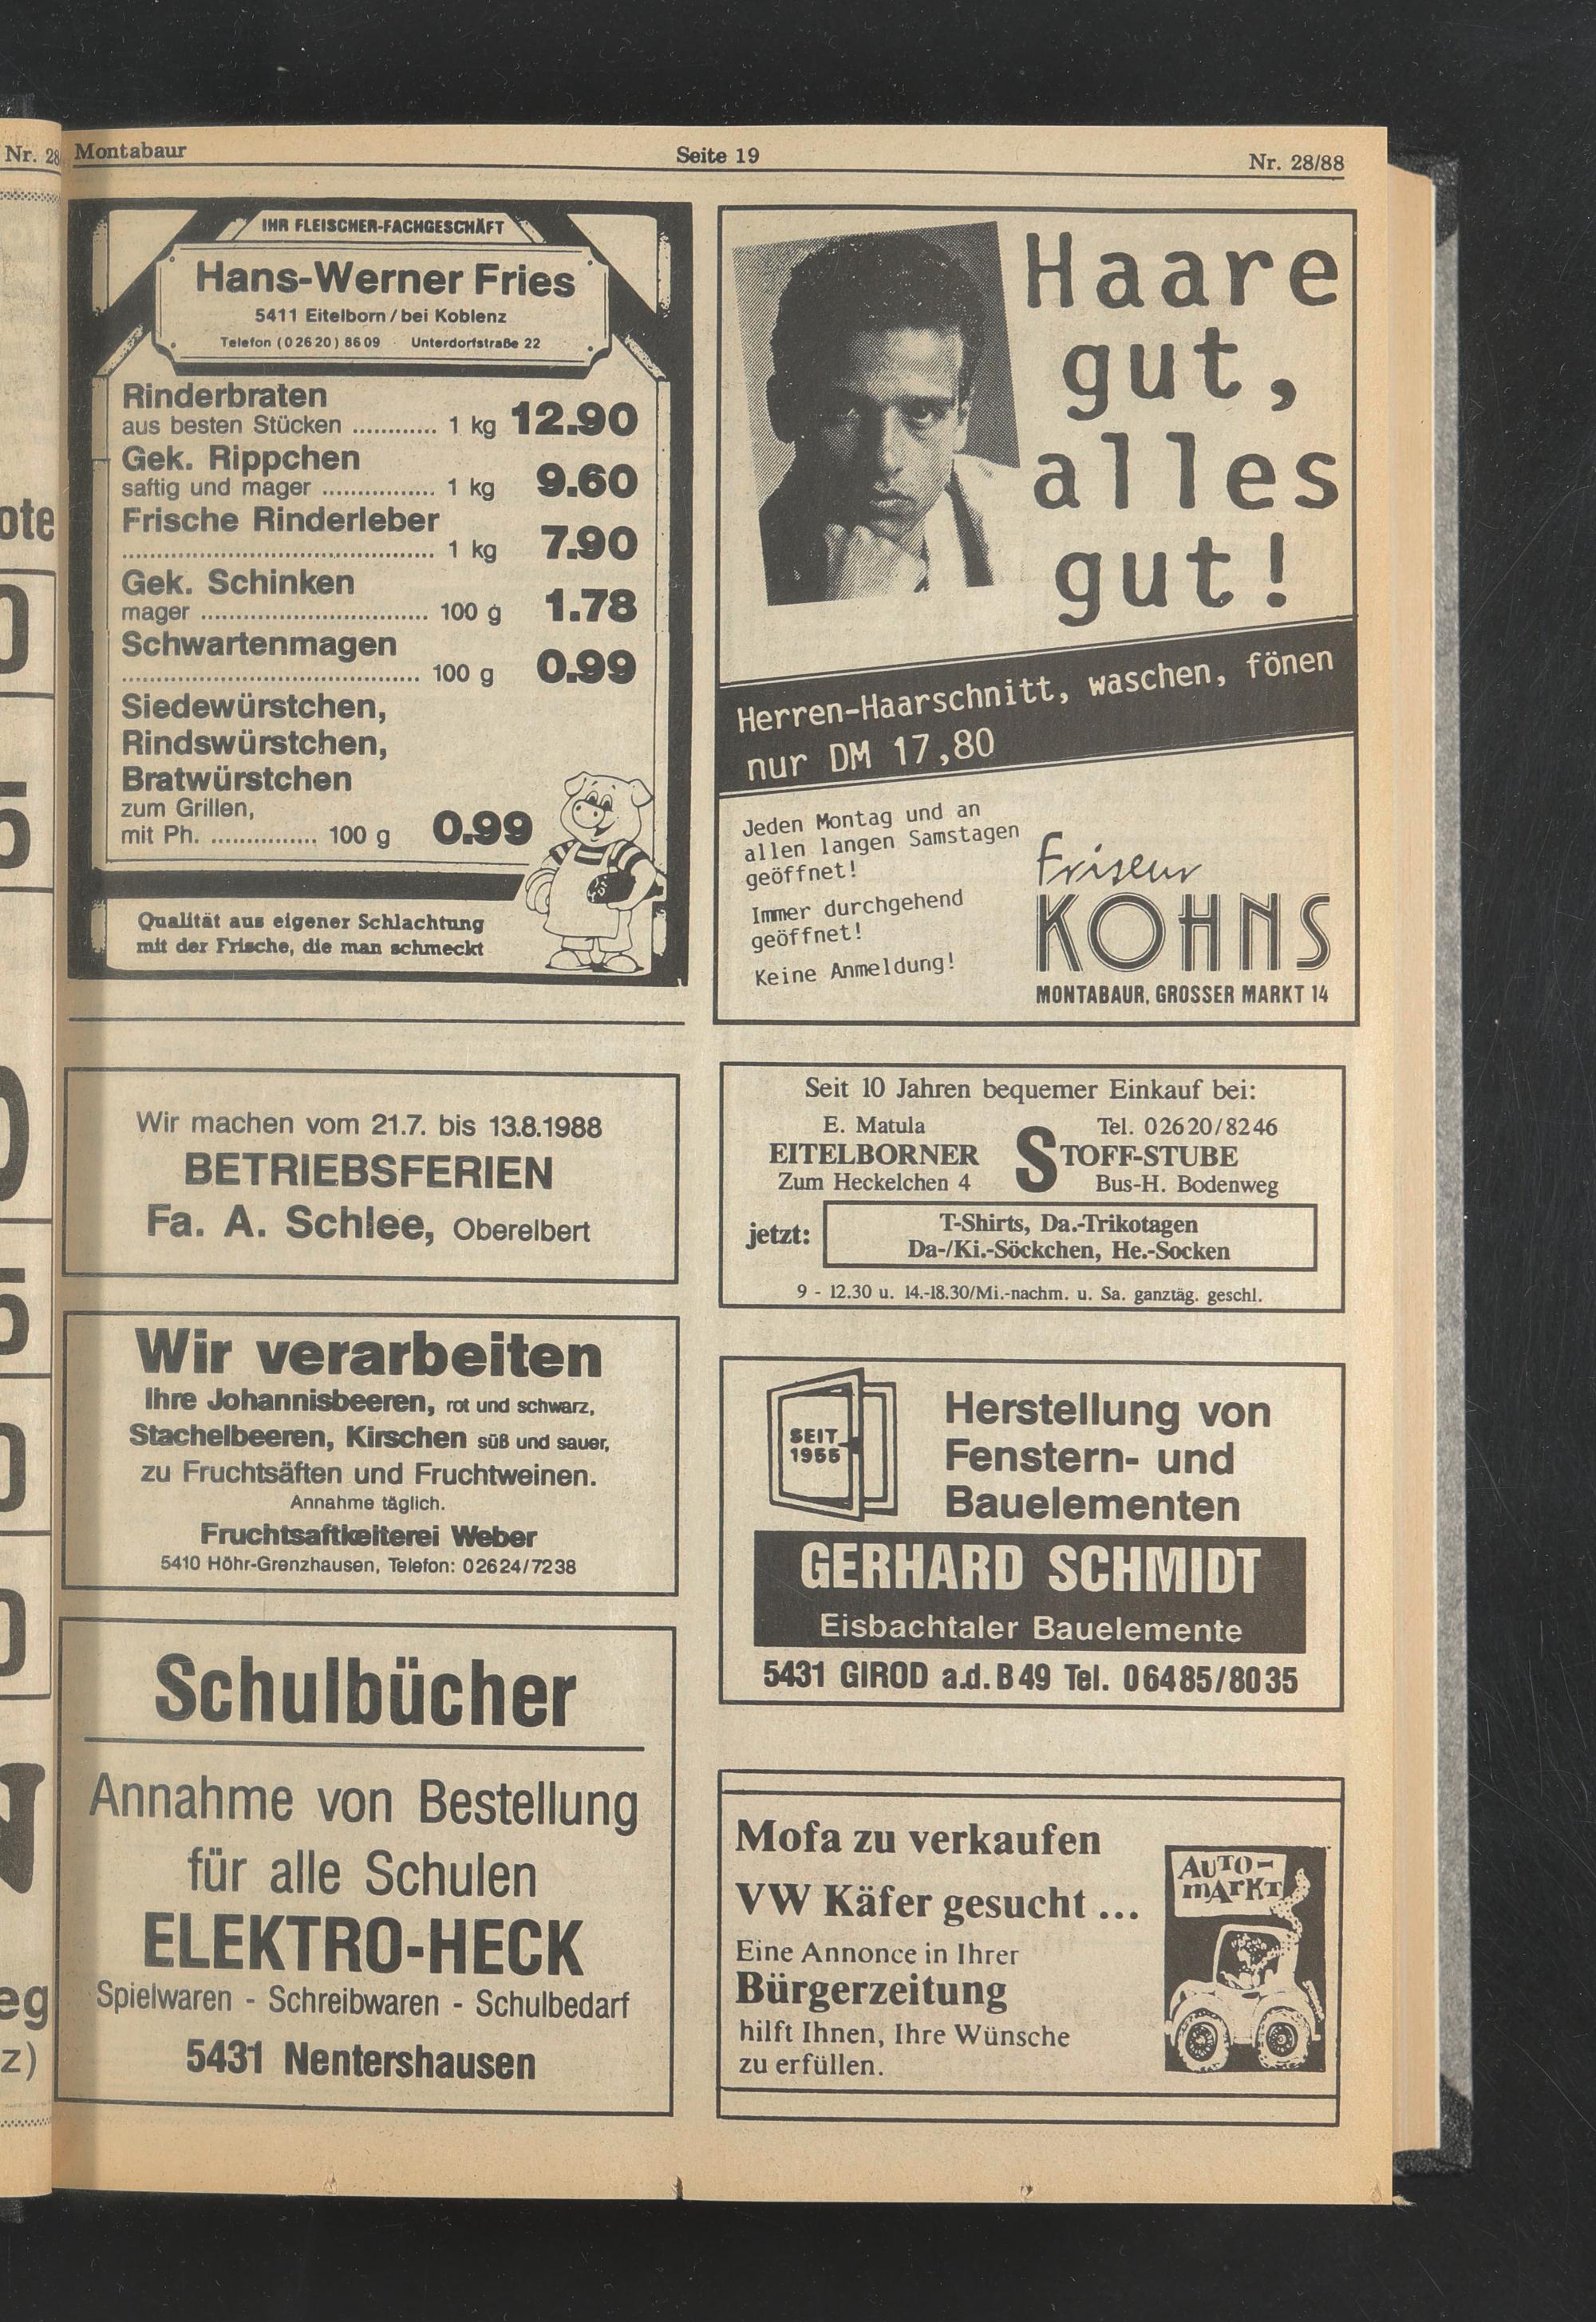 Nr. 28
ote
eg
z)
Montabaur
Seite 19
Nr. 28/88
IHR FLEISCHER-FACHGESCHÄFT
Hans-Werner Fries
5411 Eitelborn / bei Koblenz
Telefon (02620) 8609 Unterdorfstraße 22
Rinderbraten
aus besten Stücken ............ 1 kg 12.90
Gek. Rippchen
saftig und mager ................ 1 kg 9.60
Frische Rinderleber
............................................ 1 kg 7.90
Gek. Schinken
mager ................................ 100 g 1.78
Schwartenmagen
.......................................... 100 g 0.99
Siedewürstchen,
Rindswürstchen,
Bratwürstchen
zum Grillen,
mit Ph. ............... 100 g 0.99
Qualität aus eigener Schlachtung
mit der Frische, die man schmeckt
Wir machen vom 21.7. bis 13.8.1988
BETRIEBSFERIEN
Fa. A. Schlee, Oberelbert
Wir verarbeiten
Ihre Johannisbeeren, rot und schwarz,
Stachelbeeren, Kirschen süß und sauer,
zu Fruchtsäften und Fruchtweinen.
Annahme täglich.
Fruchtsaftkelterei Weber
5410 Höhr-Grenzhausen, Telefon: 02624/7238
Schulbücher
Annahme von Bestellung
für alle Schulen
ELEKTRO-HECK
Spielwaren - Schreibwaren - Schulbedarf
5431 Nentershausen
Haare
gut,
alles
gut!
Herren-Haarschnitt, waschen, fönen
nur DM 17,80
Jeden Montag und an
allen langen Samstagen
geöffnet!
Immer durchgehend
geöffnet!
Keine Anmeldung!
Friseur
KOHNS
MONTABAUR, GROSSER MARKT 14
Seit 10 Jahren bequemer Einkauf bei:
E. Matula Tel. 02620/8246
EITELBORNER STOFF-STUBE
Zum Heckelchen 4 Bus-H. Bodenweg
jetzt:
T-Shirts, Da.-Trikotagen
Da-/Ki.-Söckchen, He.-Socken
9 - 12.30 u. 14.-18.30/Mi.-nachm. u. Sa. ganztäg. geschl.
SEIT
1955
Herstellung von
Fenstern- und
Bauelementen
GERHARD SCHMIDT
Eisbachtaler Bauelemente
5431 GIROD a.d. B 49 Tel. 06485/8035
Mofa zu verkaufen
VW Käfer gesucht ...
Eine Annonce in Ihrer
Bürgerzeitung
hilft Ihnen, Ihre Wünsche
zu erfüllen.
AUTO-
MARKT